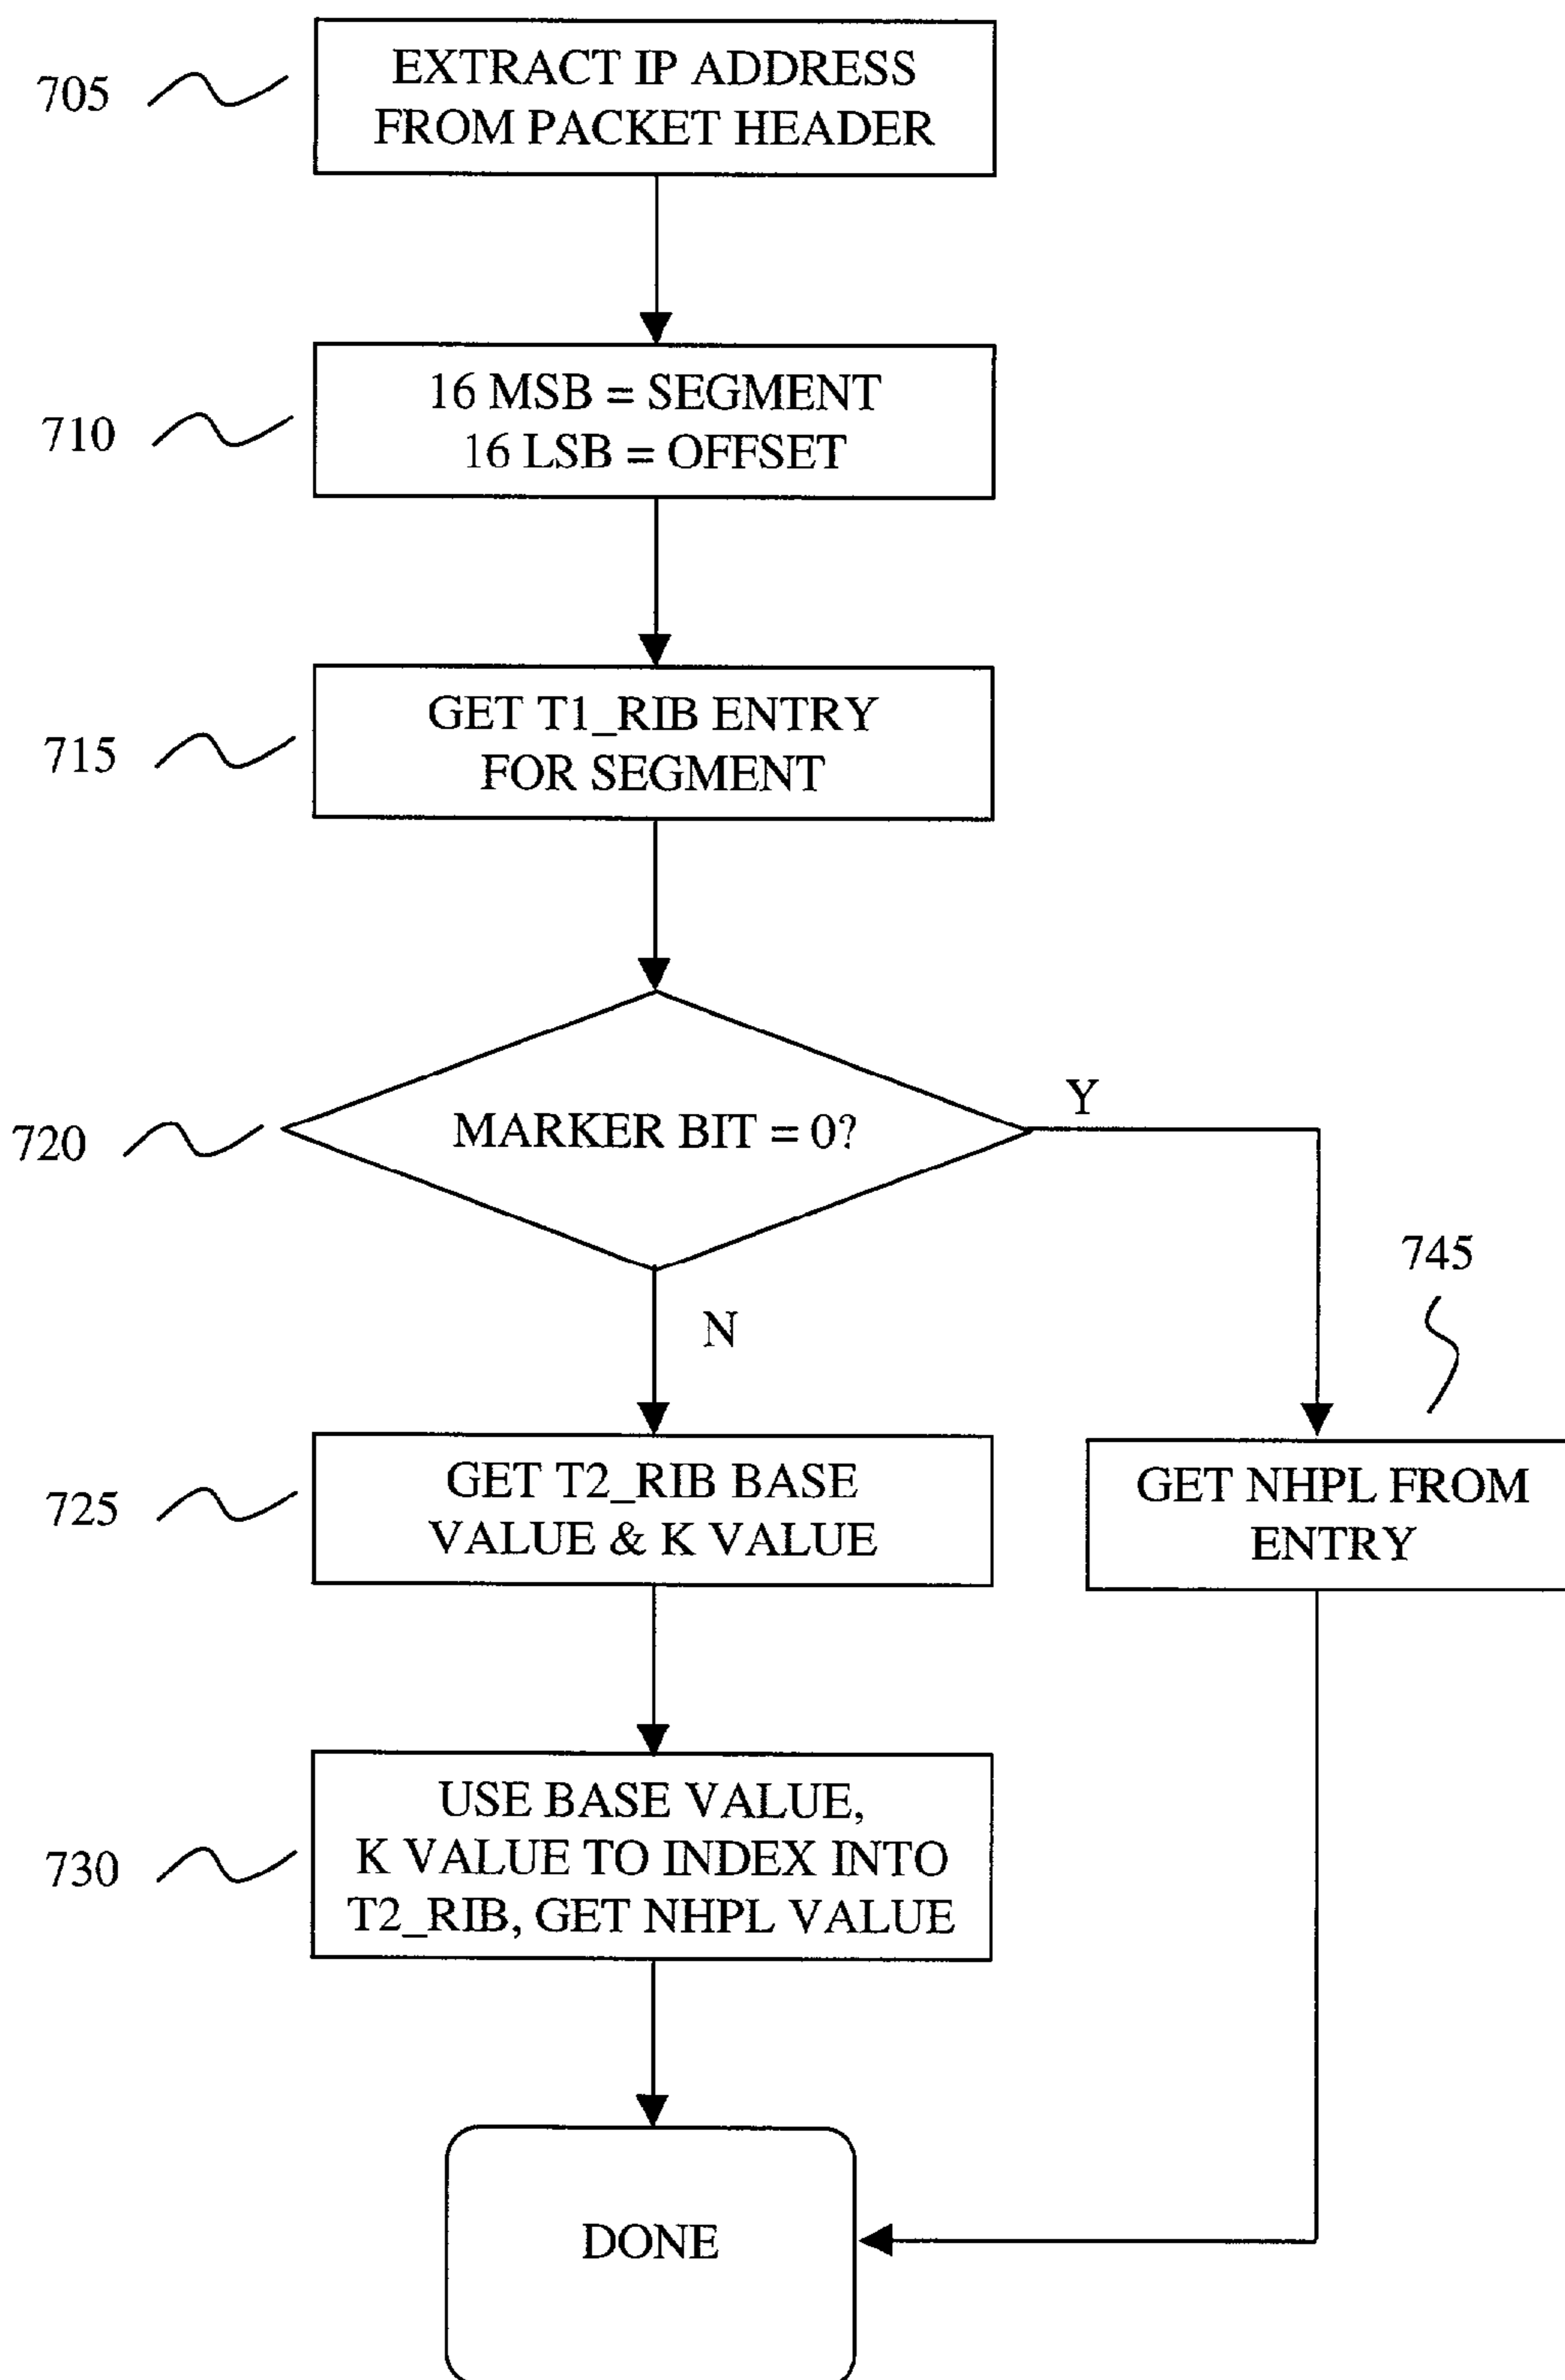 705
EXTRACT IP ADDRESS
FROM PACKET HEADER
710
16 MSB = SEGMENT
16 LSB = OFFSET
715
GET T1_RIB ENTRY
FOR SEGMENT
720
MARKER BIT = 0?
Y
N
745
725
GET T2_RIB BASE
VALUE & K VALUE
GET NHPL FROM
ENTRY
730
USE BASE VALUE,
K VALUE TO INDEX INTO
T2_RIB, GET NHPL VALUE
DONE